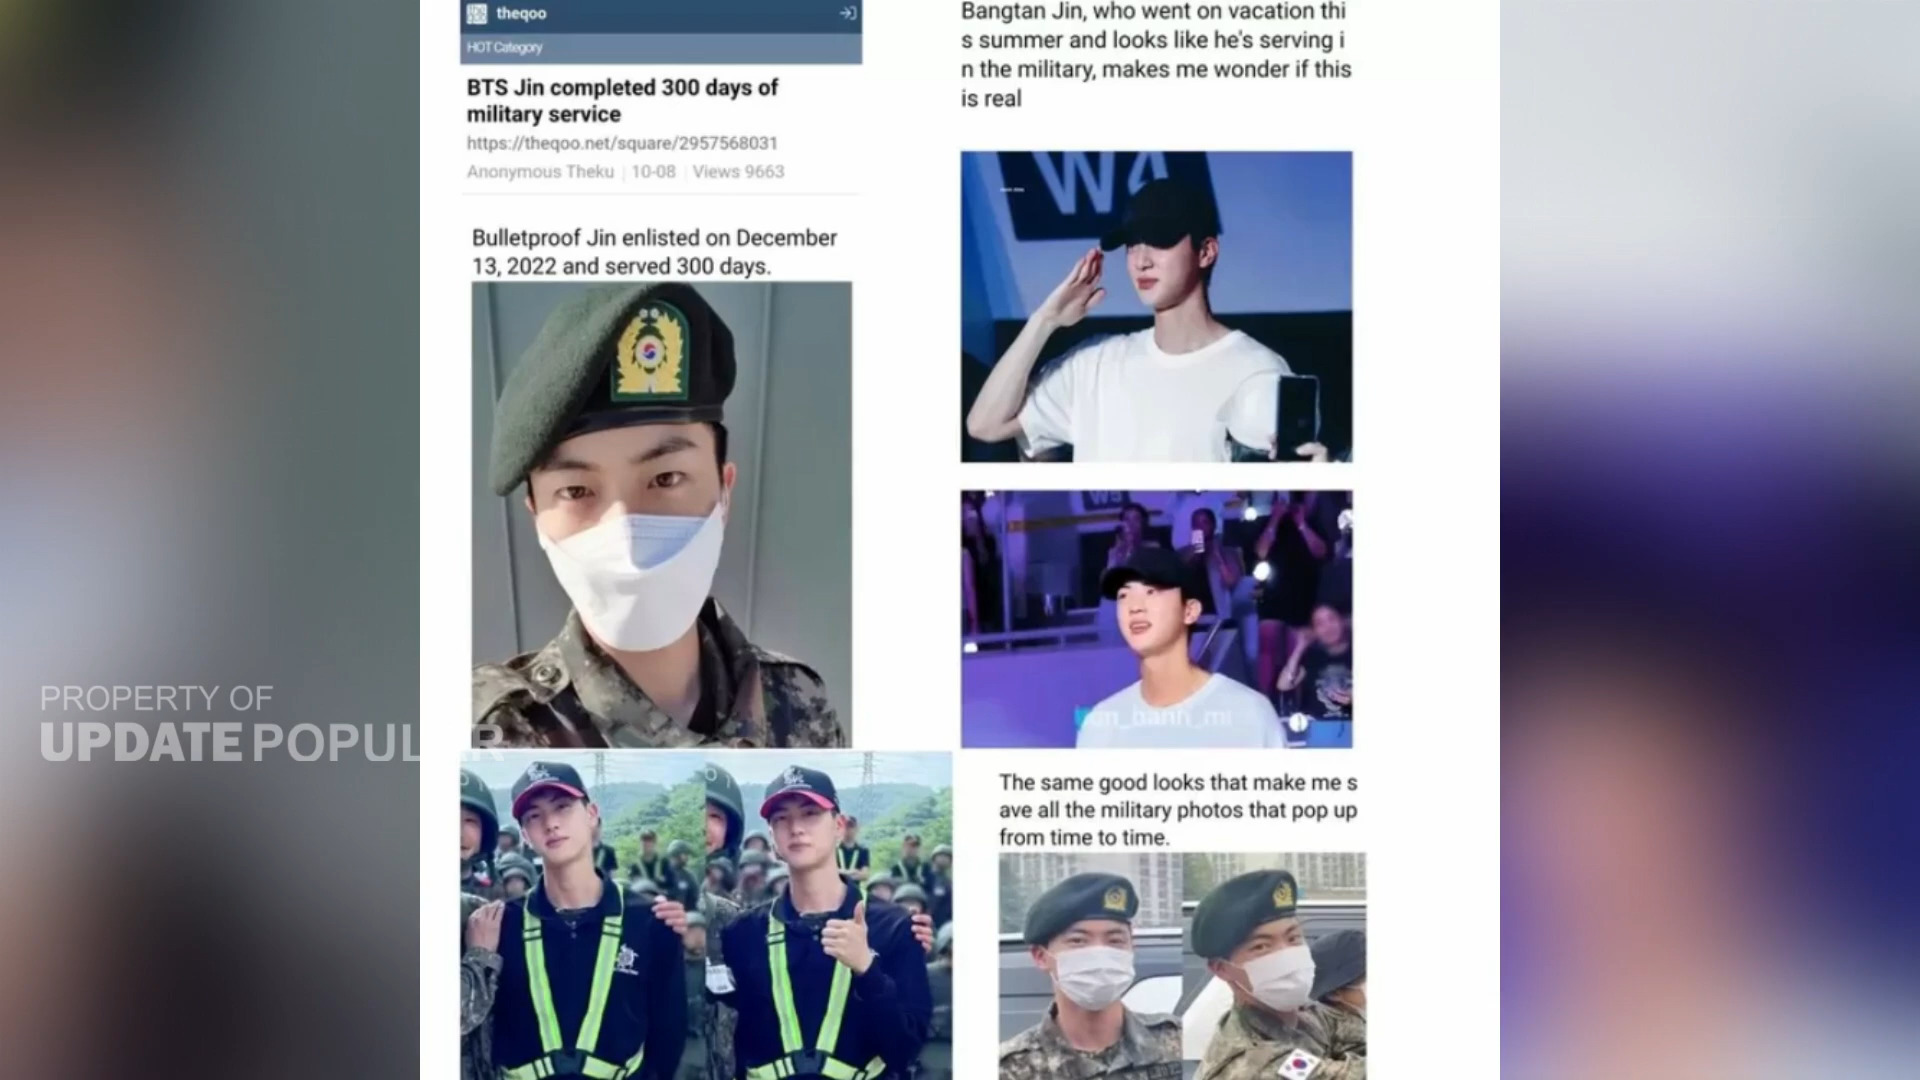 theqoo
HOT Category
BTS Jin completed 300 days of
military service
https://theqoo.net/square/2957568031
Anonymous Theku | 10-08 | Views 9663
Bulletproof Jin enlisted on December
13, 2022 and served 300 days.
Bangtan Jin, who went on vacation thi
s summer and looks like he's serving i
n the military, makes me wonder if this
is real
W4
W5
The same good looks that make me s
ave all the military photos that pop up
from time to time.
PROPERTY OF
UPDATE POPULAR